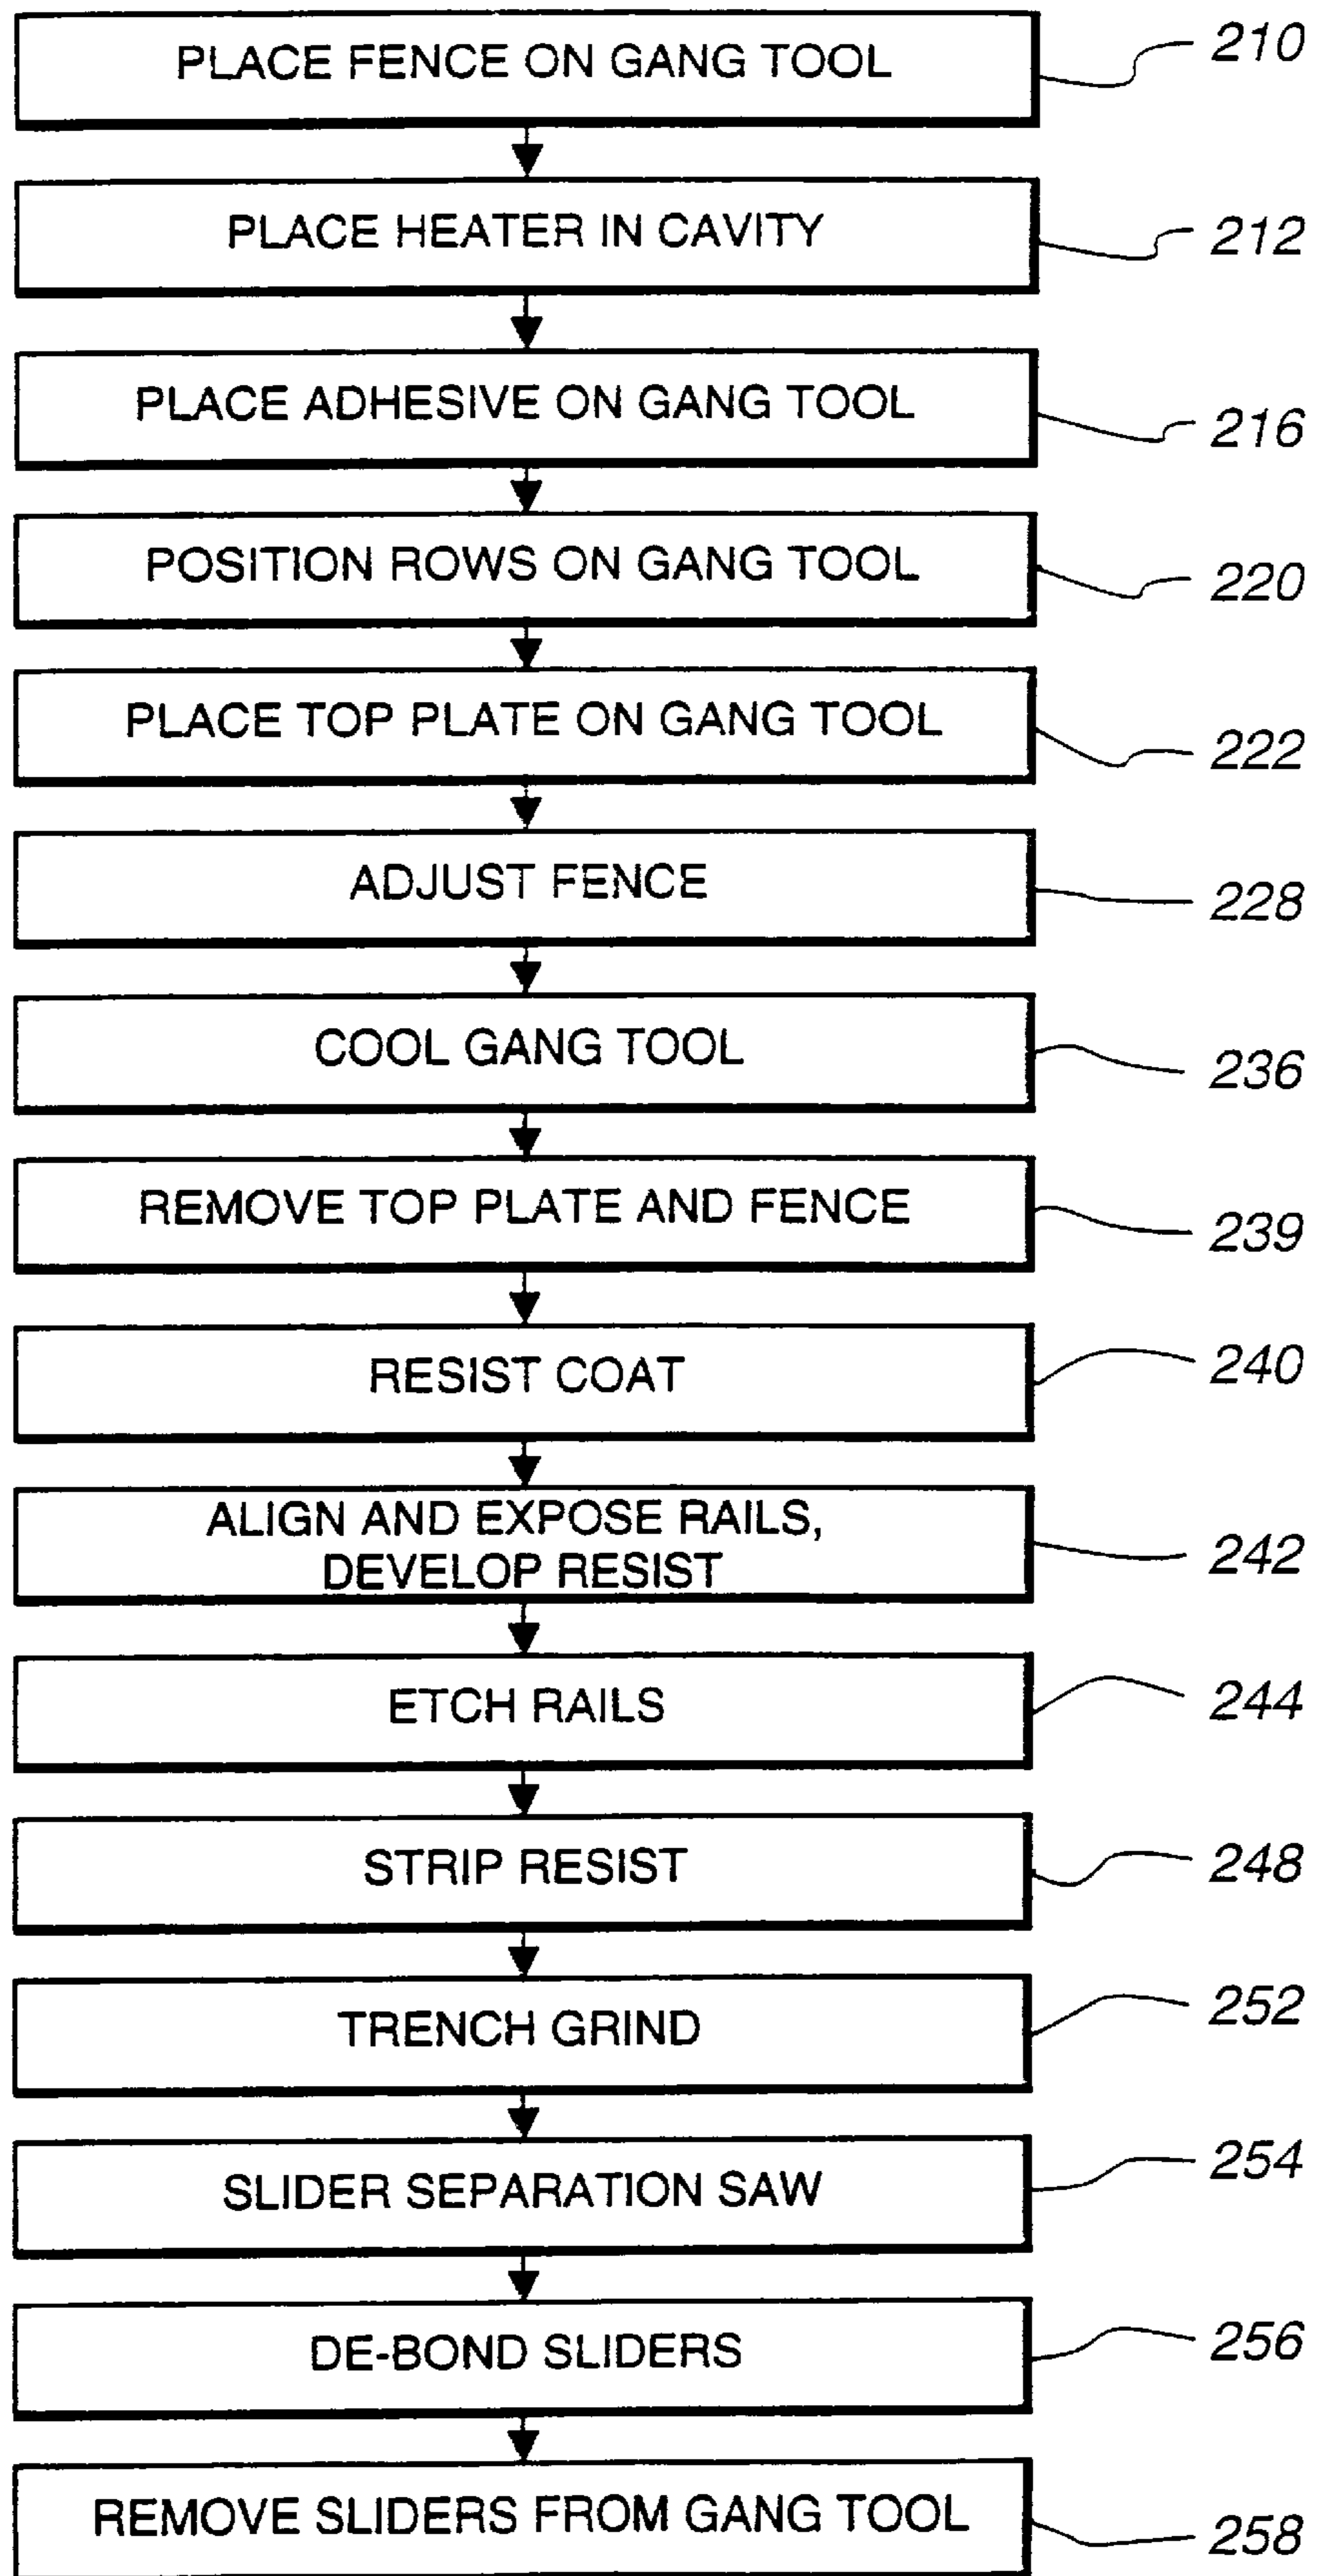 PLACE FENCE ON GANG TOOL 210
PLACE HEATER IN CAVITY 212
PLACE ADHESIVE ON GANG TOOL 216
POSITION ROWS ON GANG TOOL 220
PLACE TOP PLATE ON GANG TOOL 222
ADJUST FENCE 228
COOL GANG TOOL 236
REMOVE TOP PLATE AND FENCE 239
RESIST COAT 240
ALIGN AND EXPOSE RAILS,
DEVELOP RESIST 242
ETCH RAILS 244
STRIP RESIST 248
TRENCH GRIND 252
SLIDER SEPARATION SAW 254
DE-BOND SLIDERS 256
REMOVE SLIDERS FROM GANG TOOL 258